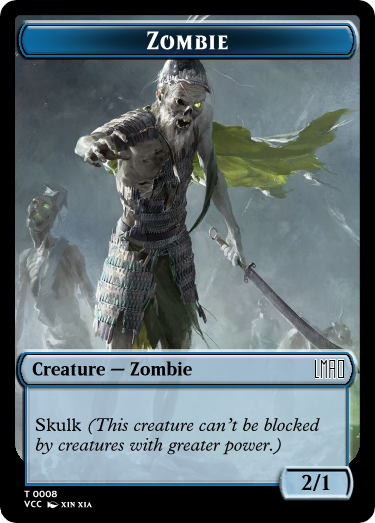 Zombie
Creature — Zombie
LMAO
Skulk (This creature can't be blocked
by creatures with greater power.)
2/1
T 0008
VCC XIN XIA